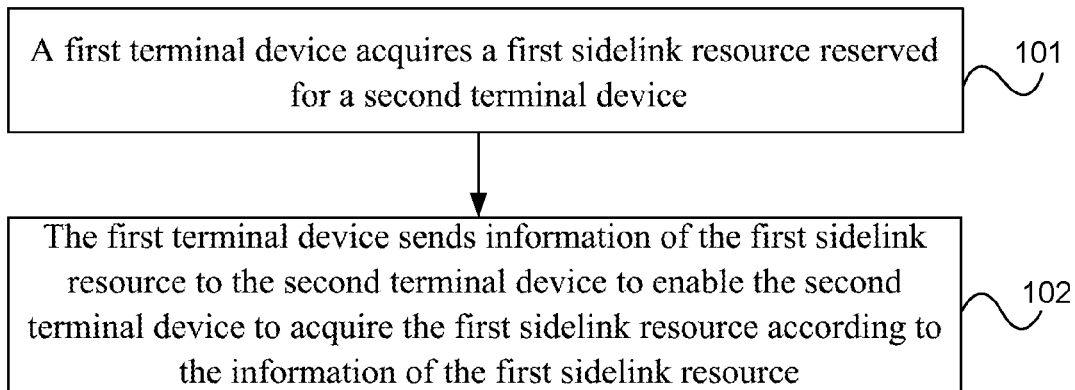 A first terminal device acquires a first sidelink resource reserved
for a second terminal device
101
The first terminal device sends information of the first sidelink
resource to the second terminal device to enable the second
terminal device to acquire the first sidelink resource according to
the information of the first sidelink resource
102